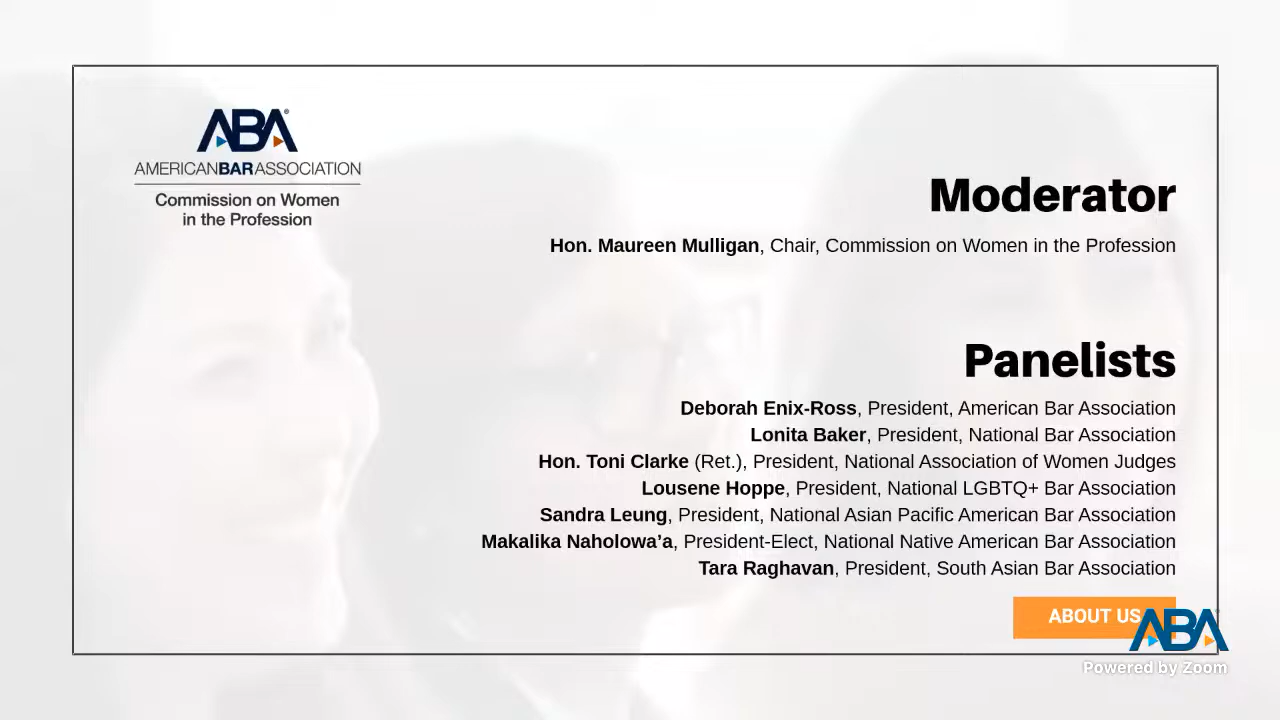 ABA
AMERICANBARASSOCIATION
Commission on Women
in the Profession
Moderator
Hon. Maureen Mulligan, Chair, Commission on Women in the Profession
Panelists
Deborah Enix-Ross, President, American Bar Association
Lonita Baker, President, National Bar Association
Hon. Toni Clarke (Ret.), President, National Association of Women Judges
Lousene Hoppe, President, National LGBTQ+ Bar Association
Sandra Leung, President, National Asian Pacific American Bar Association
Makalika Naholowa’a, President-Elect, National Native American Bar Association
Tara Raghavan, President, South Asian Bar Association
ABOUT US
ABA
Powered by Zoom